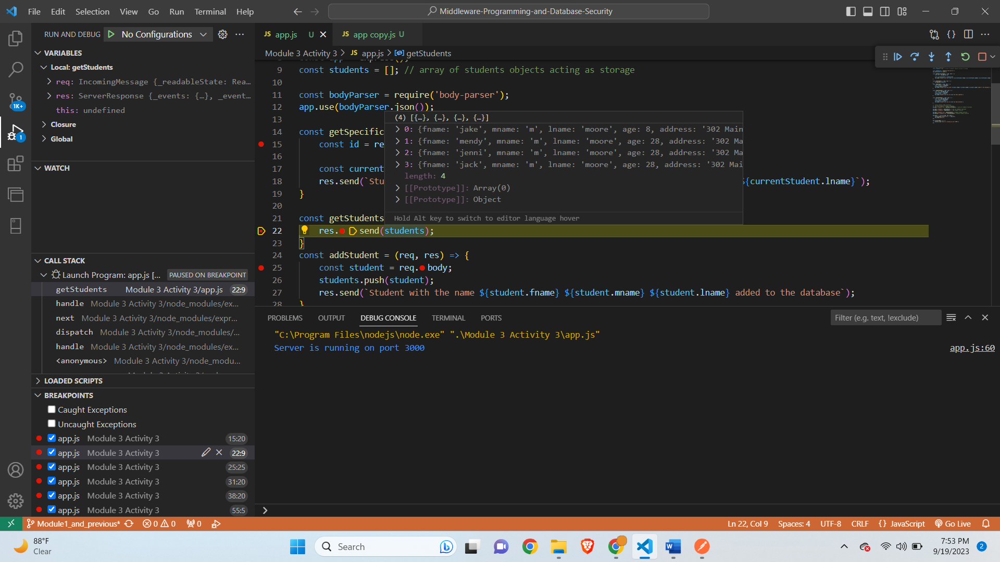 File Edit Selection View Go Run Terminal Help
Middleware-Programming-and-Database-Security
RUN AND DEBUG No Configurations
VARIABLES
Local: getStudents
req: IncomingMessage {_readableState: Rea…
res: ServerResponse {_events: {…}, _event…
this: undefined
Closure
Global
WATCH
CALL STACK
Launch Program: app.js [... PAUSED ON BREAKPOINT
getStudents Module 3 Activity 3/app.js 22:9
handle Module 3 Activity 3/node_modules/ex...
next Module 3 Activity 3/node_modules/expr...
dispatch Module 3 Activity 3/node_modules/...
handle Module 3 Activity 3/node_modules/ex...
<anonymous> Module 3 Activity 3/node_modu...
LOADED SCRIPTS
BREAKPOINTS
Caught Exceptions
Uncaught Exceptions
app.js Module 3 Activity 3 15:20
app.js Module 3 Activity 3 22:9
app.js Module 3 Activity 3 25:25
app.js Module 3 Activity 3 31:20
app.js Module 3 Activity 3 38:20
app.js Module 3 Activity 3 55:5
1K+
1
JS app.js U JS app copy.js U
Module 3 Activity 3 > JS app.js > getStudents
9 const students = []; // array of students objects acting as storage
10
11 const bodyParser = require('body-parser');
12 app.use(bodyParser.json());
13
14 const getSpecific
15 const id = re
16
17 const current
18 res.send(`Stu ${currentStudent.lname}`);
19 }
20
21 const getStudents
22 res.send(students);
23 }
24 const addStudent = (req, res) => {
25 const student = req.body;
26 students.push(student);
27 res.send(`Student with the name ${student.fname} ${student.mname} ${student.lname} added to the database`);
28 }
(4) [{…}, {…}, {…}, {…}]
0: {fname: 'jake', mname: 'm', lname: 'moore', age: 8, address: '302 Main
1: {fname: 'mendy', mname: 'm', lname: 'moore', age: 28, address: '302 Ma
2: {fname: 'jenni', mname: 'm', lname: 'moore', age: 28, address: '302 Ma
3: {fname: 'jack', mname: 'm', lname: 'moore', age: 28, address: '302 Mai
length: 4
[[Prototype]]: Array(0)
[[Prototype]]: Object
Hold Alt key to switch to editor language hover
PROBLEMS OUTPUT DEBUG CONSOLE TERMINAL PORTS Filter (e.g. text, !exclude)
"C:\Program Files\nodejs\node.exe" ".\Module 3 Activity 3\app.js"
Server is running on port 3000 app.js:60
Module1_and_previous* 0 0 0 Ln 22, Col 9 Spaces: 4 UTF-8 CRLF {} JavaScript Go Live
88°F
Clear
Search
7:53 PM
9/19/2023
2